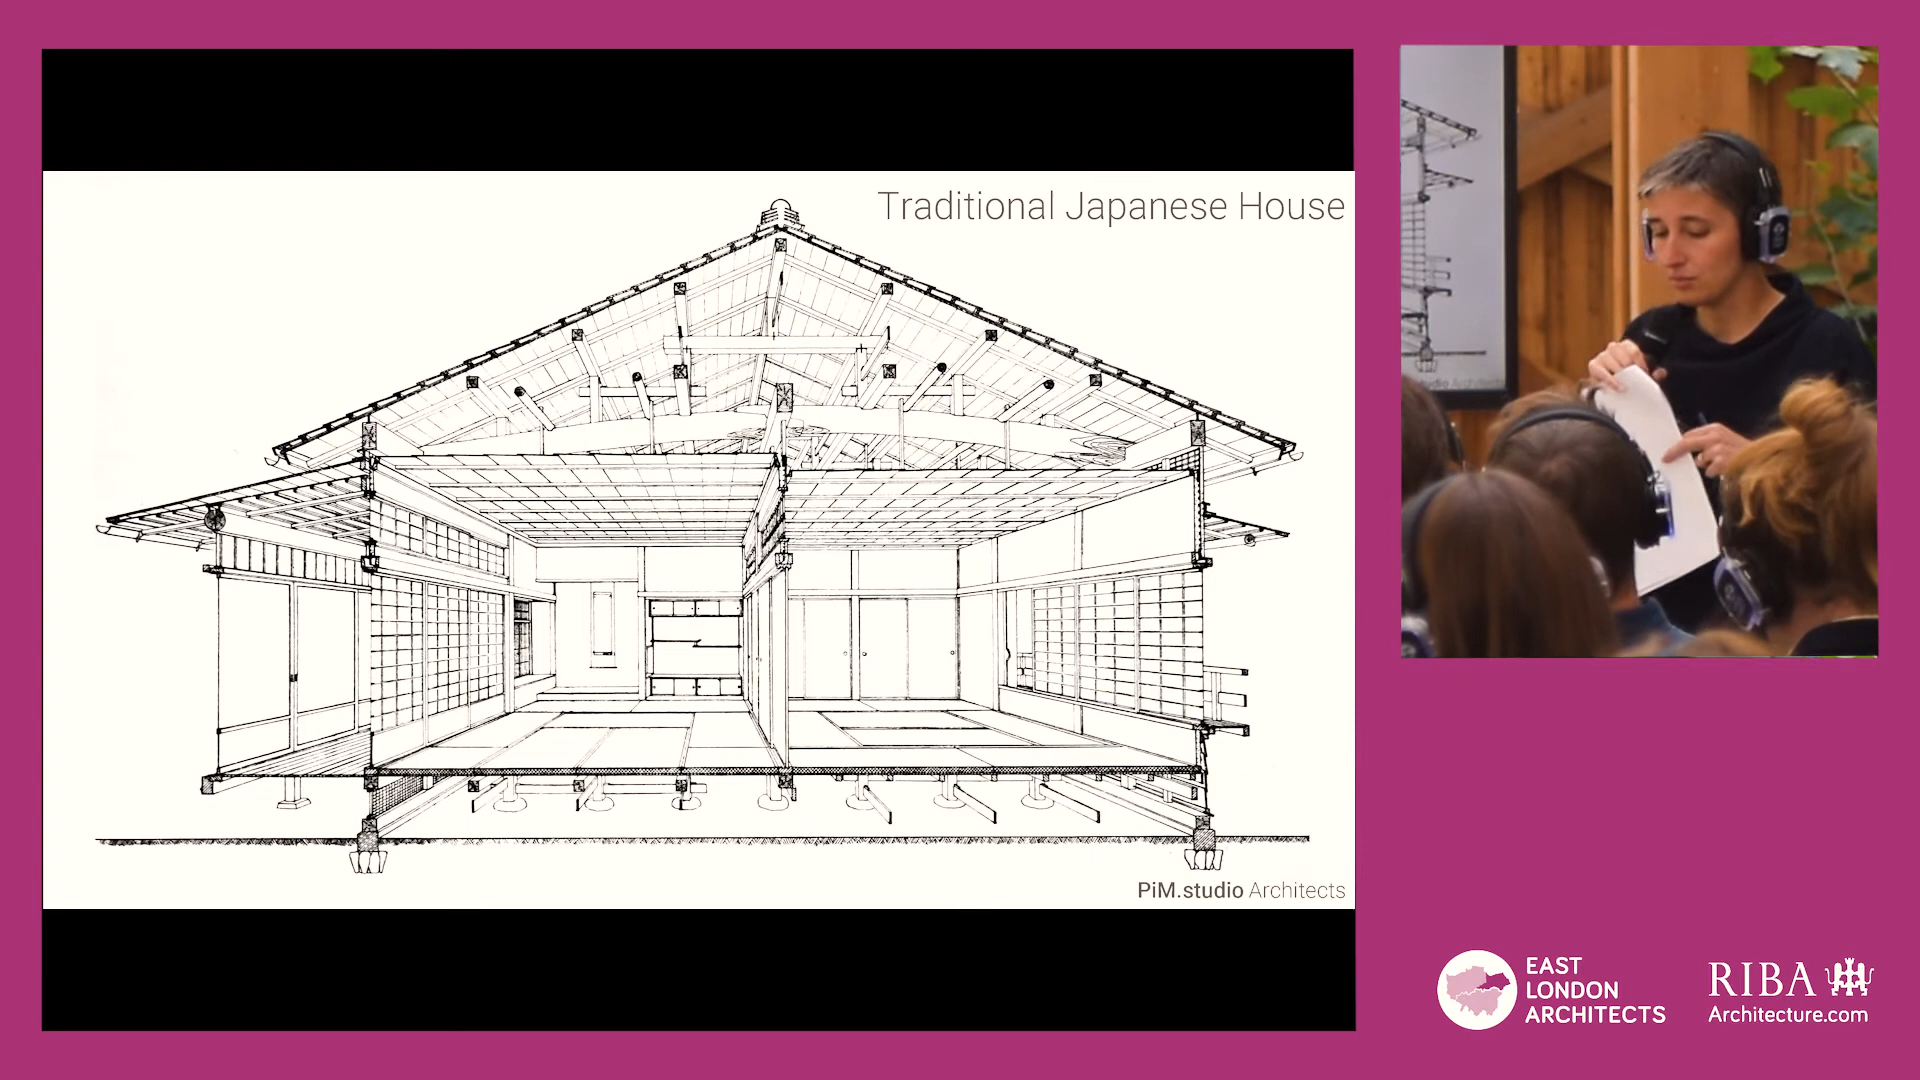 Traditional Japanese House
PiM.studio Architects
EAST
LONDON
ARCHITECTS
RIBA
Architecture.com